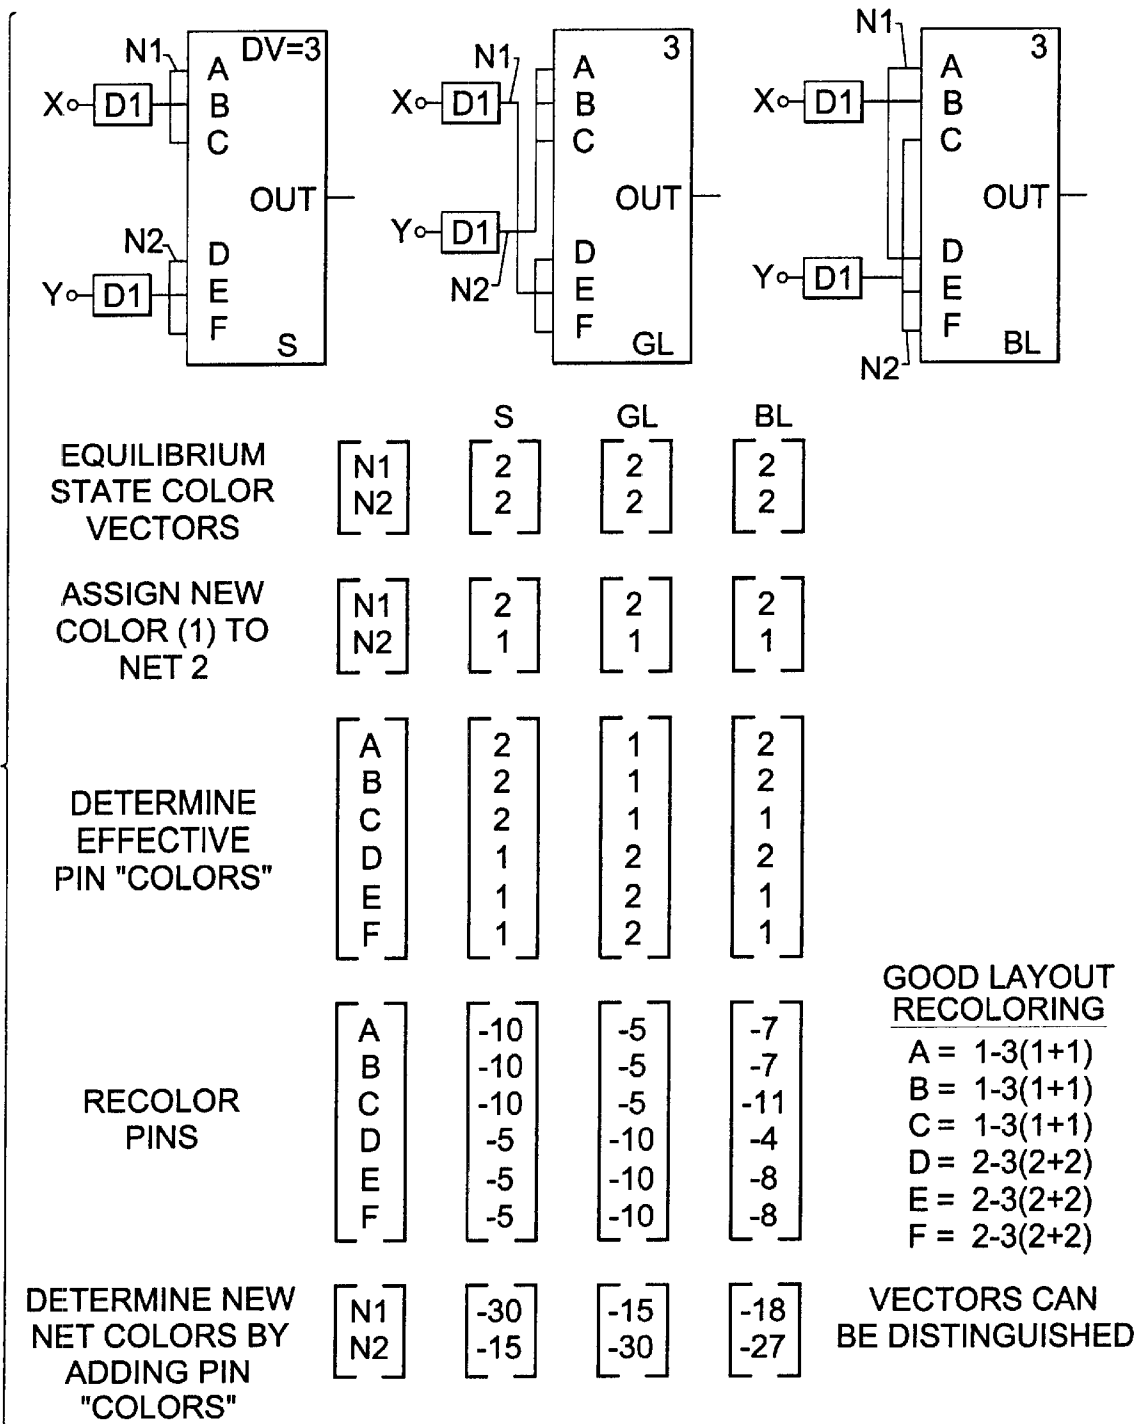 N1
X
D1
A
B
C
DV=3
OUT
N2
Y
D1
D
E
F
S
N1
X
D1
A
B
C
3
OUT
Y
D1
N2
D
E
F
GL
N1
X
D1
A
B
C
3
OUT
Y
D1
D
E
F
N2
BL
S GL BL
EQUILIBRIUM
STATE COLOR
VECTORS
N1 2 2 2
N2 2 2 2
ASSIGN NEW
COLOR (1) TO
NET 2
N1 2 2 2
N2 1 1 1
DETERMINE
EFFECTIVE
PIN "COLORS"
A 2 1 2
B 2 1 2
C 2 1 1
D 1 2 2
E 1 2 1
F 1 2 1
RECOLOR
PINS
A -10 -5 -7
B -10 -5 -7
C -10 -5 -11
D -5 -10 -4
E -5 -10 -8
F -5 -10 -8
GOOD LAYOUT
RECOLORING
A = 1-3(1+1)
B = 1-3(1+1)
C = 1-3(1+1)
D = 2-3(2+2)
E = 2-3(2+2)
F = 2-3(2+2)
DETERMINE NEW
NET COLORS BY
ADDING PIN
"COLORS"
N1 -30 -15 -18
N2 -15 -30 -27
VECTORS CAN
BE DISTINGUISHED